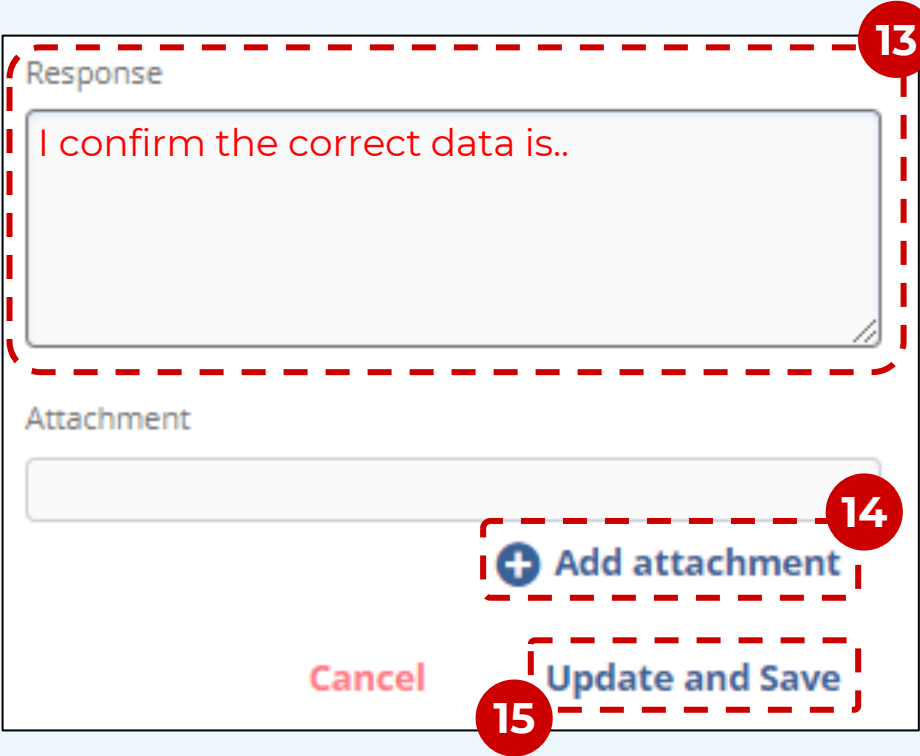 13
Response
I confirm the correct data is..
Attachment
14
Add attachment
Cancel Update and Save
15